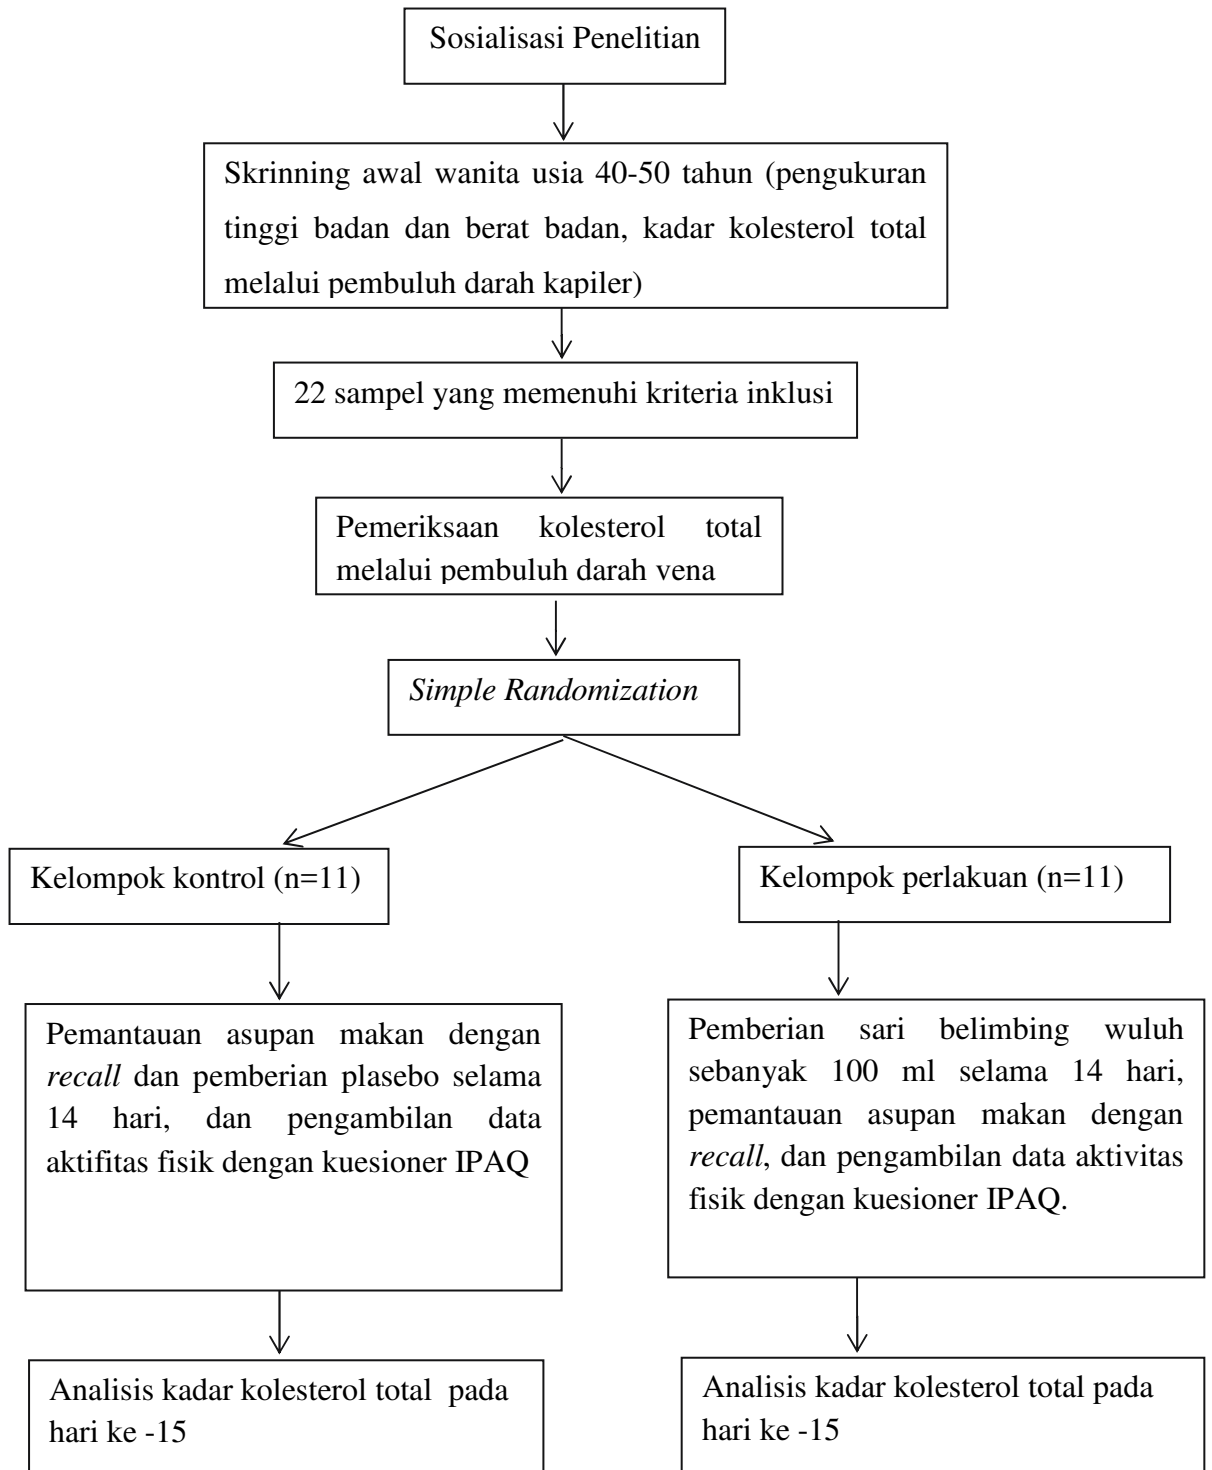 Sosialisasi Penelitian
Skrinning awal wanita usia 40-50 tahun (pengukuran
tinggi badan dan berat badan, kadar kolesterol total
melalui pembuluh darah kapiler)
22 sampel yang memenuhi kriteria inklusi
Pemeriksaan kolesterol total
melalui pembuluh darah vena
Simple Randomization
Kelompok kontrol (n=11)
Kelompok perlakuan (n=11)
Pemantauan asupan makan dengan
recall dan pemberian plasebo selama
14 hari, dan pengambilan data
aktifitas fisik dengan kuesioner IPAQ
Pemberian sari belimbing wuluh
sebanyak 100 ml selama 14 hari,
pemantauan asupan makan dengan
recall, dan pengambilan data aktivitas
fisik dengan kuesioner IPAQ.
Analisis kadar kolesterol total pada
hari ke -15
Analisis kadar kolesterol total pada
hari ke -15